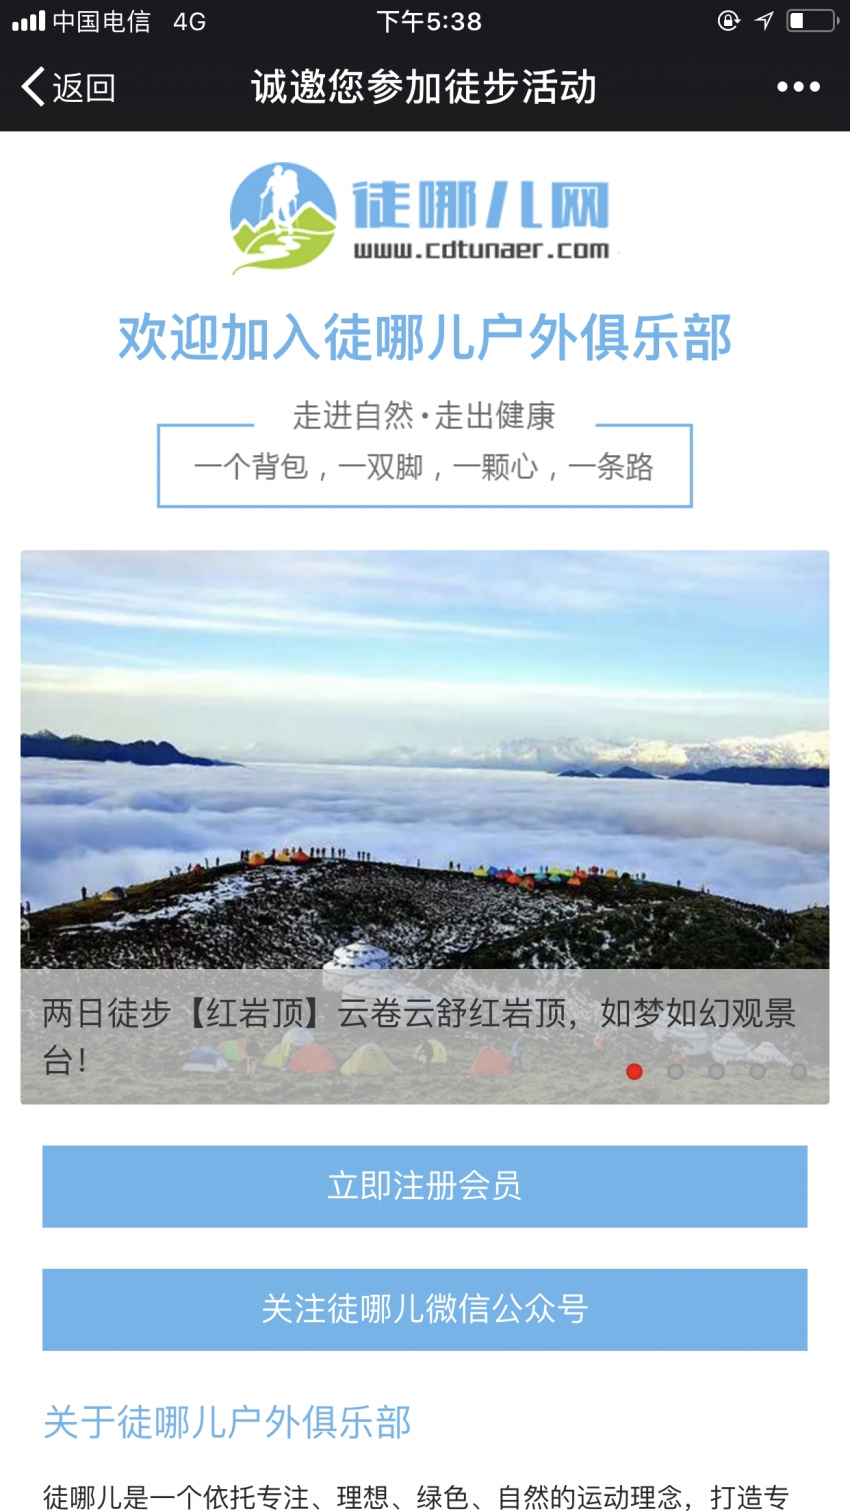 中国电信 4G 下午5:38
返回 诚邀您参加徒步活动
徒哪儿网
www.cdtunaer.com
欢迎加入徒哪儿户外俱乐部
走进自然·走出健康
一个背包，一双脚，一颗心，一条路
两日徒步【红岩顶】云卷云舒红岩顶，如梦如幻观景
台！
立即注册会员
关注徒哪儿微信公众号
关于徒哪儿户外俱乐部
徒哪儿是一个依托专注、理想、绿色、自然的运动理念，打造专